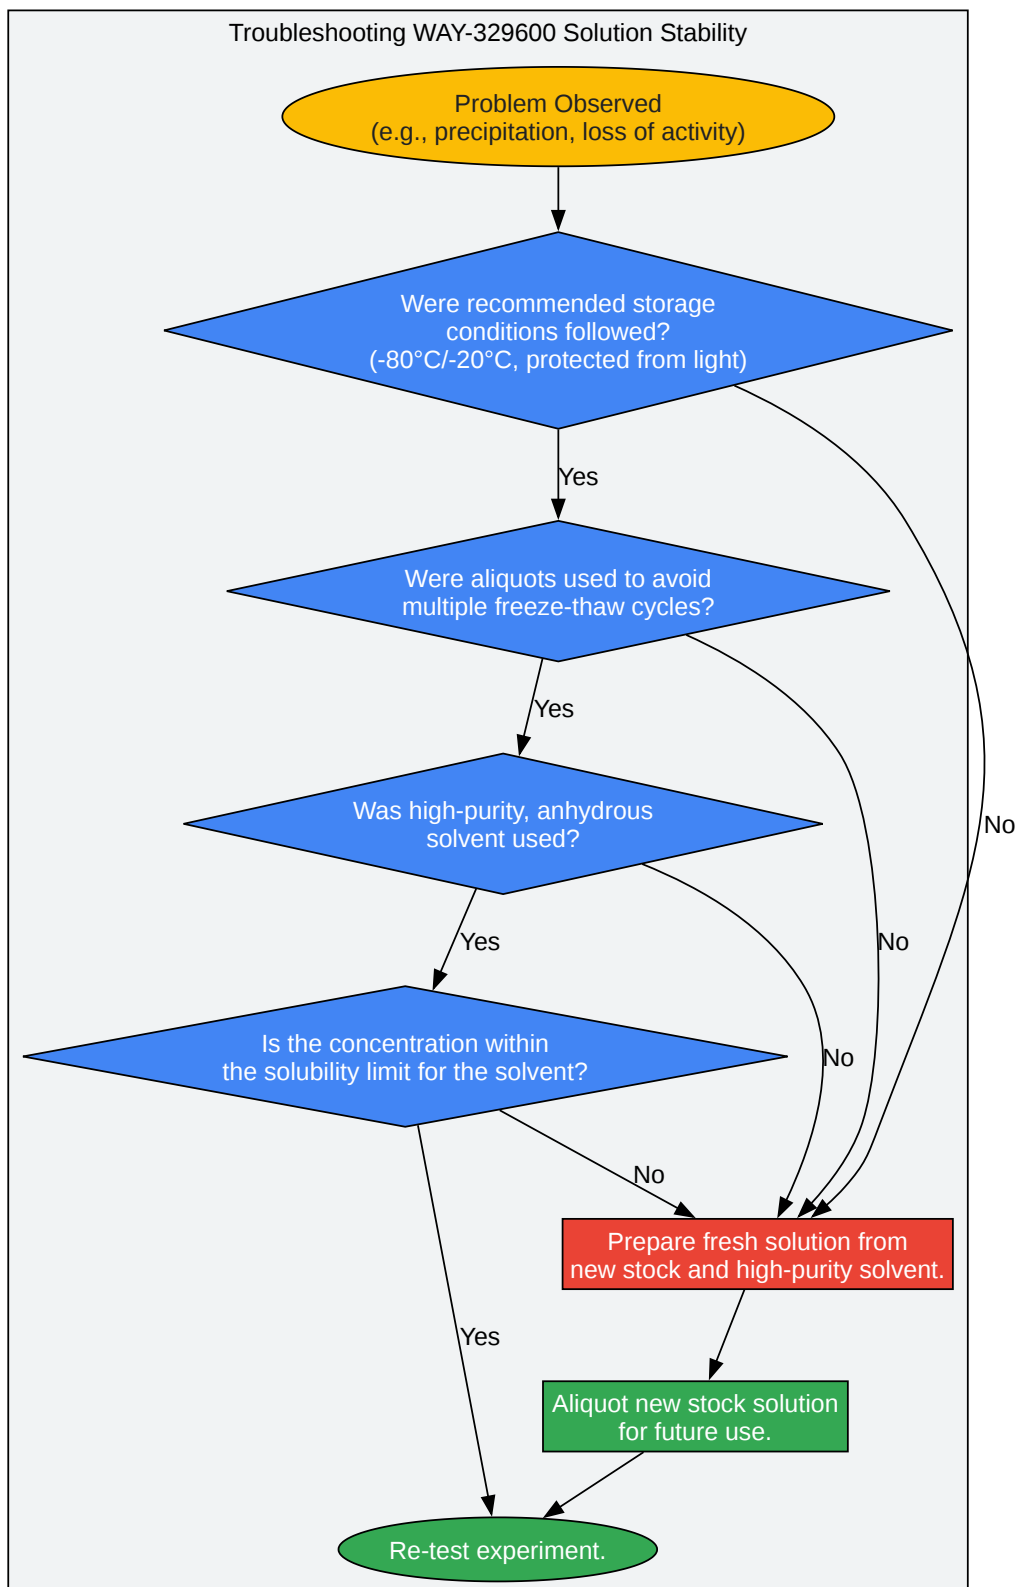 Troubleshooting WAY-329600 Solution Stability
Problem Observed
(e.g., precipitation, loss of activity)
Were recommended storage
conditions followed?
(-80°C/-20°C, protected from light)
Yes
Were aliquots used to avoid
multiple freeze-thaw cycles?
Yes
Was high-purity, anhydrous
solvent used?
No
Yes
No
Is the concentration within
the solubility limit for the solvent?
No
No
Prepare fresh solution from
new stock and high-purity solvent.
Yes
Aliquot new stock solution
for future use.
Re-test experiment.